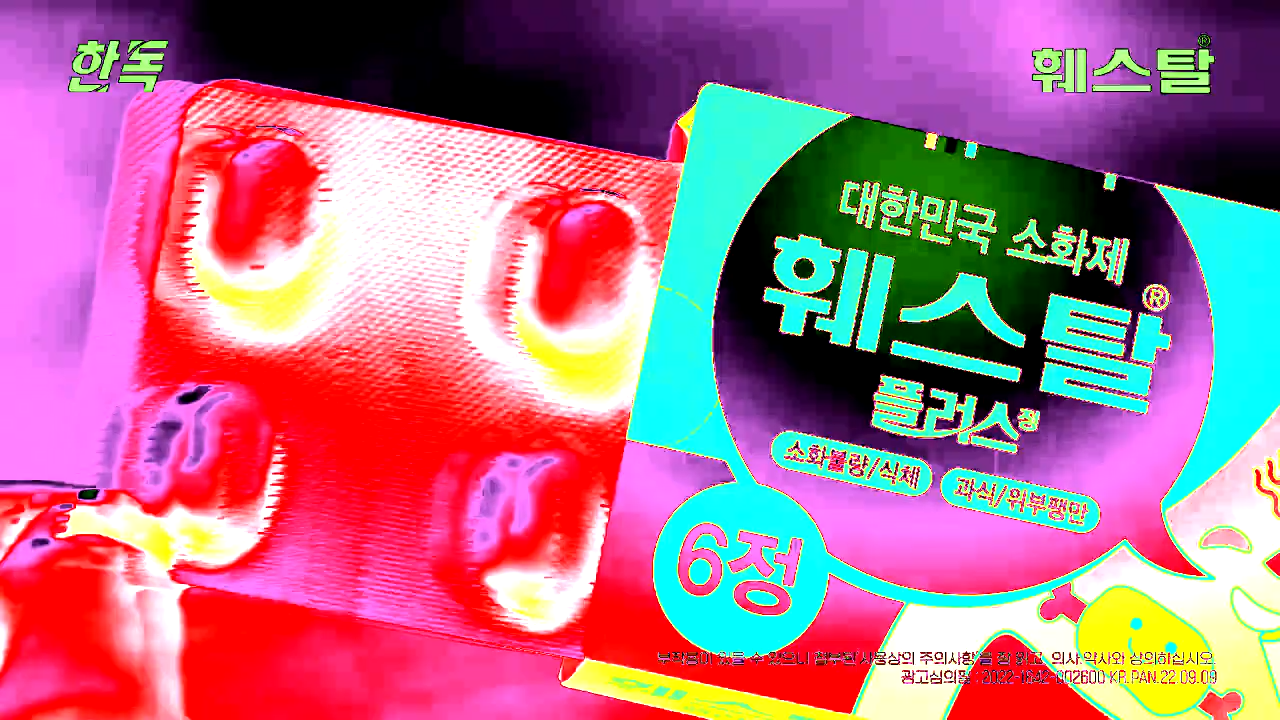 한독
훼스탈®
대한민국 소화제
훼스탈®
플러스정
소화불량/식체
과식/위부팽만
6정
부작용이 있을 수 있으니 첨부된 '사용상의 주의사항'을 잘 읽고, 의사, 약사와 상의하십시오.
광고심의필 : 2022-1642-002600 KR.PAN.22.09.09